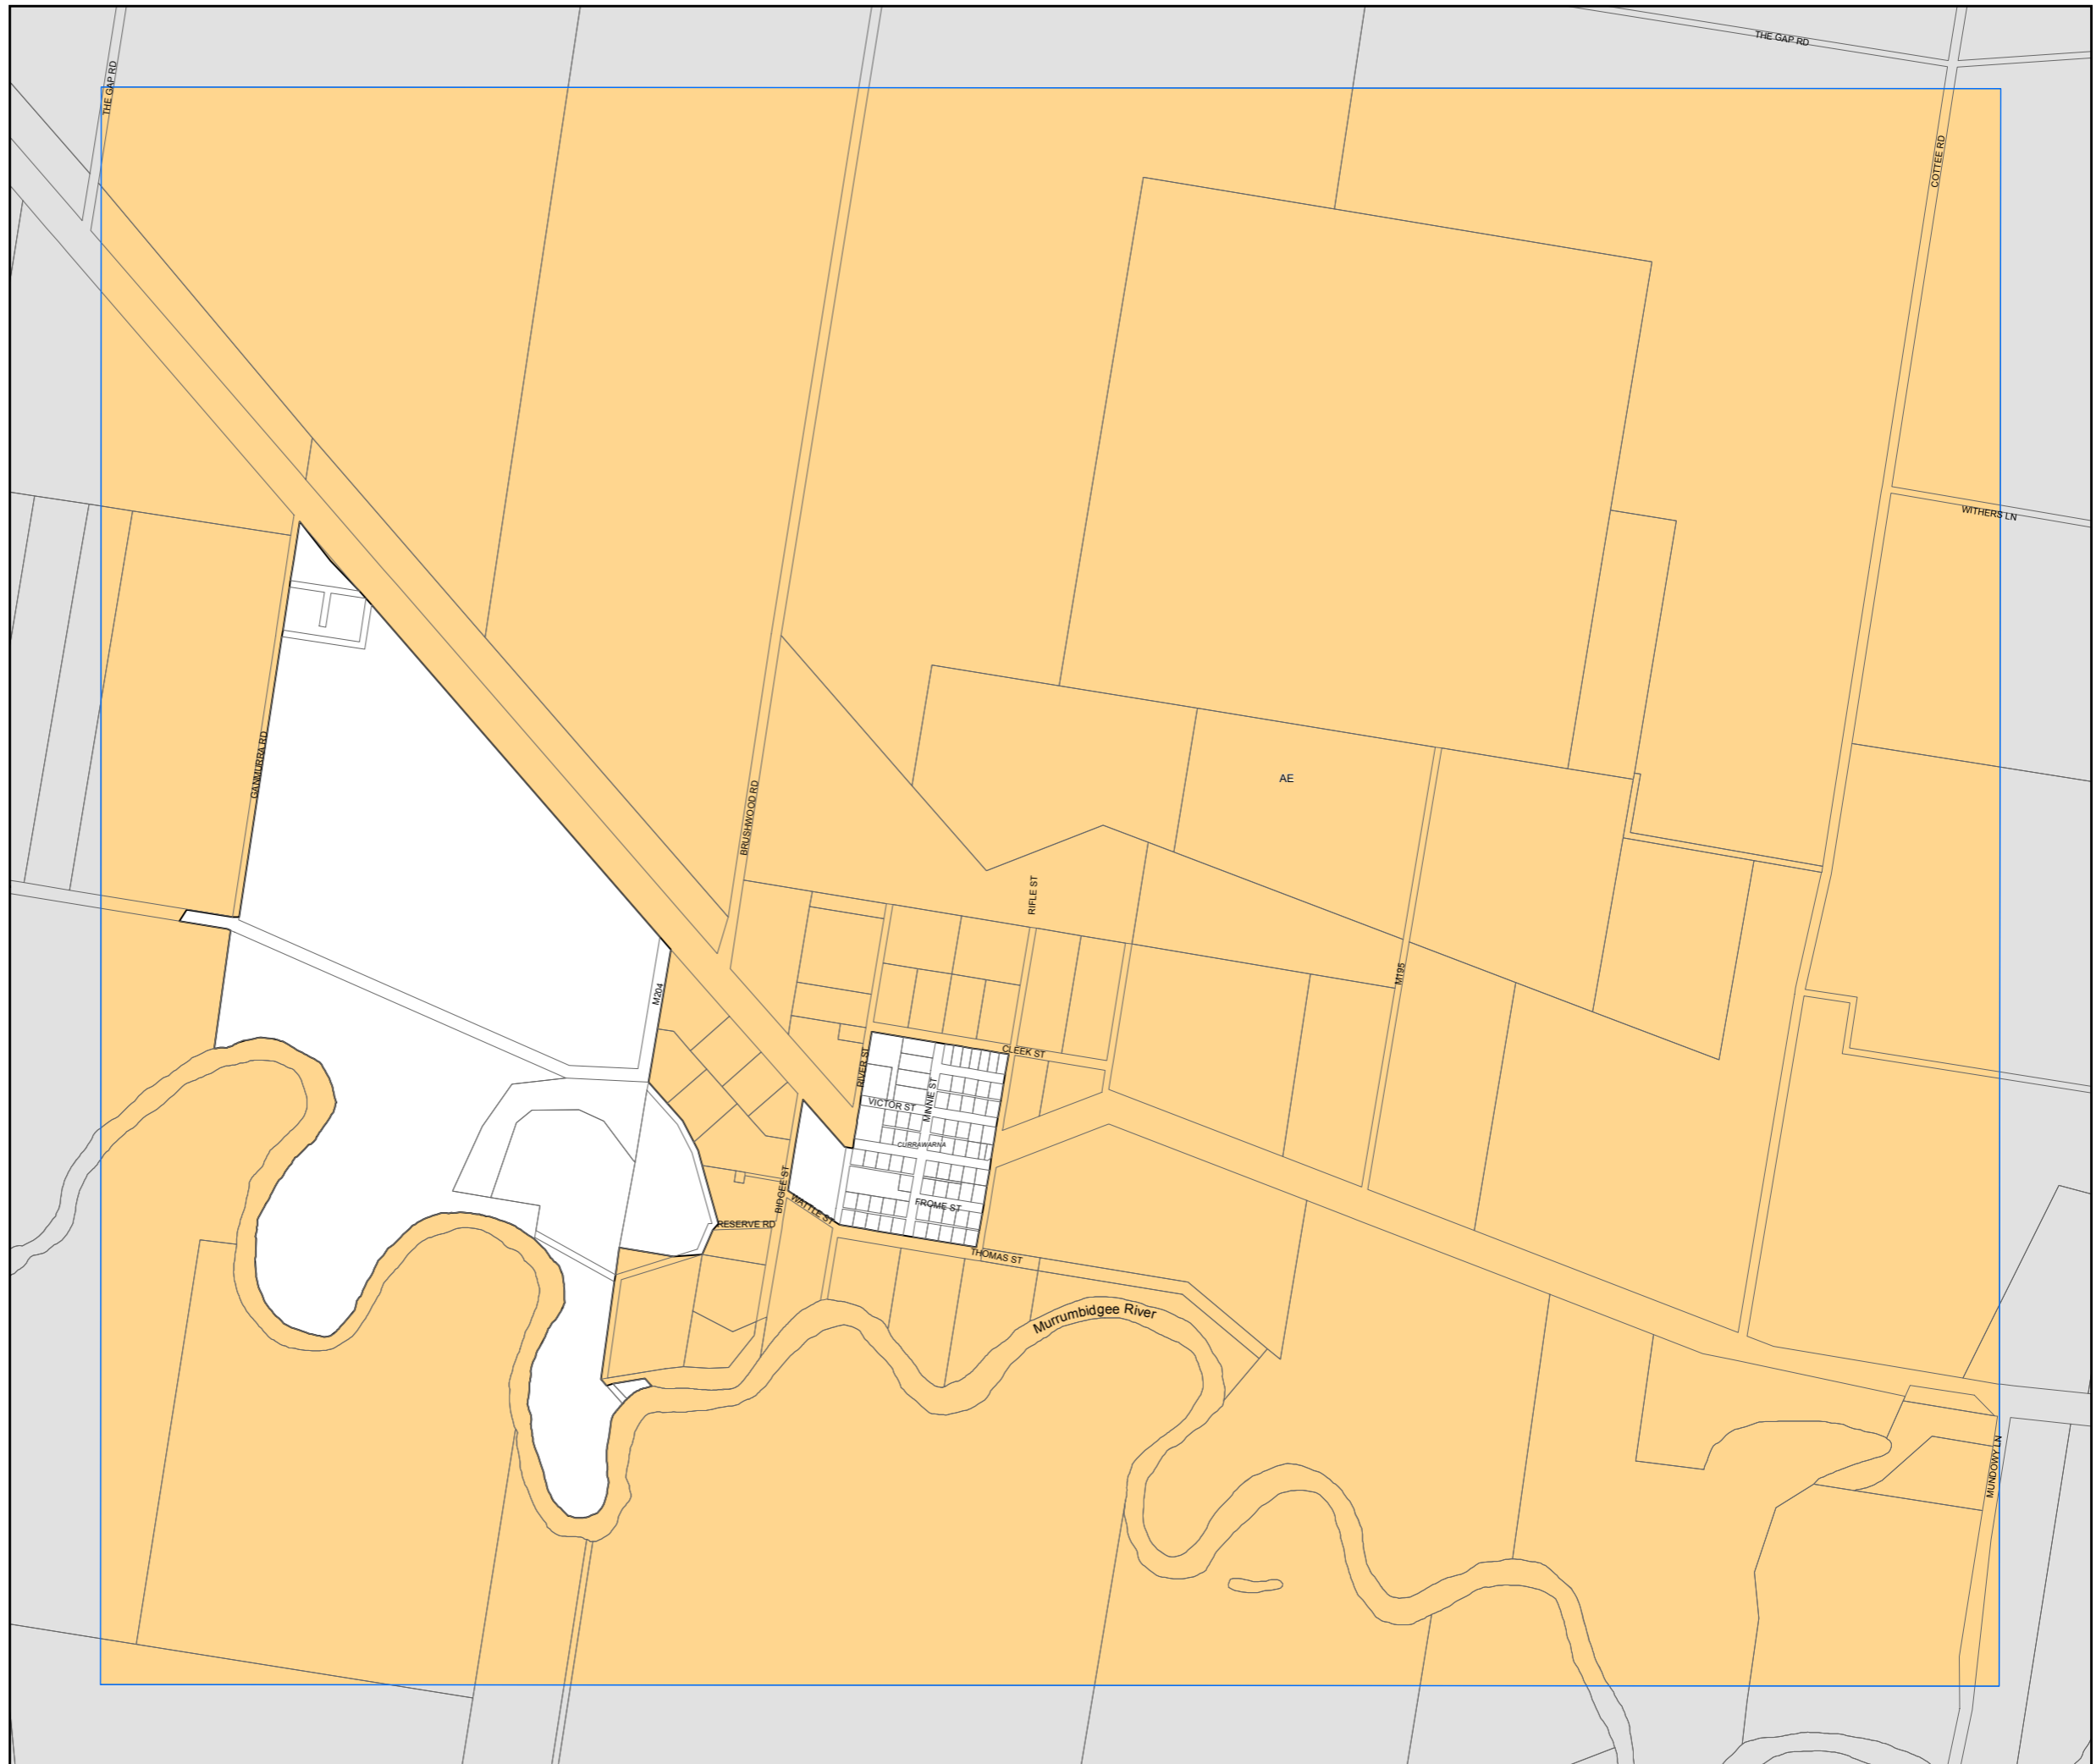 THE GAP RD
THE GAP RD
COTTEE RD
WITHERS LN
GANMURRA RD
BRUSHWOOD RD
AE
RIFLE ST
M195
M204
CLEEK ST
RIVER ST
MINNIE ST
VICTOR ST
CURRAWARNA
BIDGEE ST
WATTLE ST
FROME ST
RESERVE RD
THOMAS ST
Murrumbidgee River
MUNDOWY LN